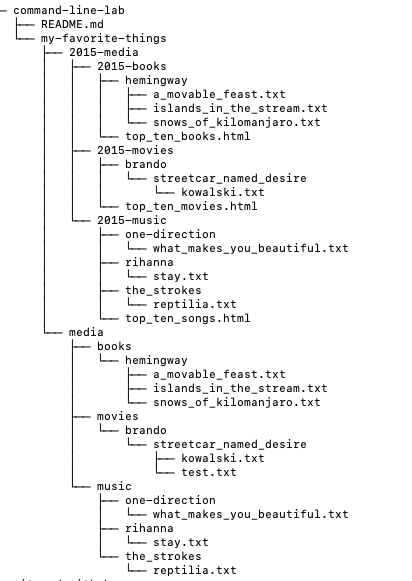 command-line-lab
├── README.md
└── my-favorite-things
    ├── 2015-media
    │   ├── 2015-books
    │   │   ├── hemingway
    │   │   │   ├── a_movable_feast.txt
    │   │   │   ├── islands_in_the_stream.txt
    │   │   │   └── snows_of_kilomanjaro.txt
    │   │   └── top_ten_books.html
    │   ├── 2015-movies
    │   │   ├── brando
    │   │   │   └── streetcar_named_desire
    │   │   │       └── kowalski.txt
    │   │   └── top_ten_movies.html
    │   └── 2015-music
    │       ├── one-direction
    │       │   └── what_makes_you_beautiful.txt
    │       ├── rihanna
    │       │   └── stay.txt
    │       ├── the_strokes
    │       │   └── reptilia.txt
    │       └── top_ten_songs.html
    └── media
        ├── books
        │   └── hemingway
        │       ├── a_movable_feast.txt
        │       ├── islands_in_the_stream.txt
        │       └── snows_of_kilomanjaro.txt
        ├── movies
        │   └── brando
        │       └── streetcar_named_desire
        │           ├── kowalski.txt
        │           └── test.txt
        └── music
            ├── one-direction
            │   └── what_makes_you_beautiful.txt
            ├── rihanna
            │   └── stay.txt
            └── the_strokes
                └── reptilia.txt